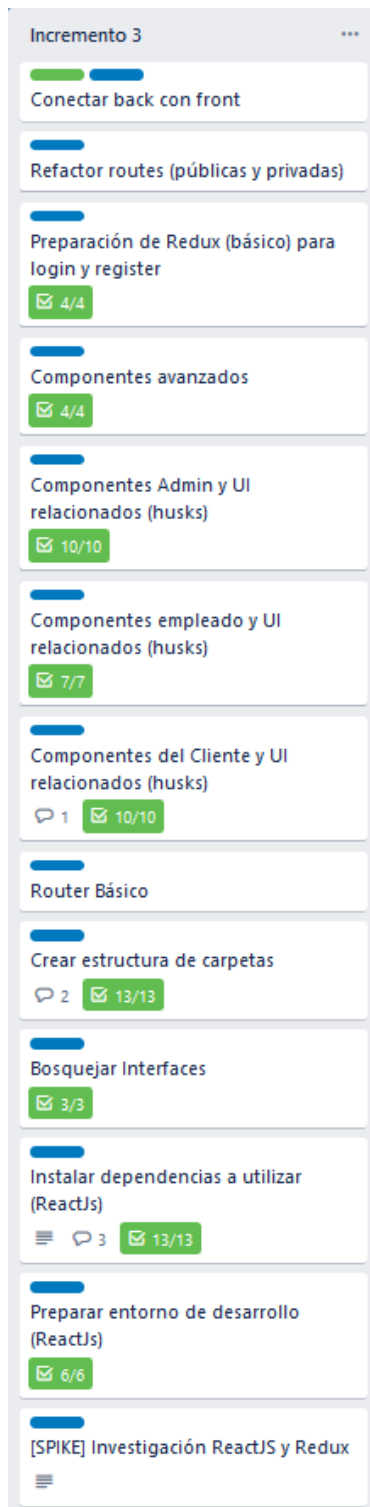 Incremento 3
Conectar back con front
Refactor routes (públicas y privadas)
Preparación de Redux (básico) para
login y register
4/4
Componentes avanzados
4/4
Componentes Admin y UI
relacionados (husks)
10/10
Componentes empleado y UI
relacionados (husks)
7/7
Componentes del Cliente y UI
relacionados (husks)
1 10/10
Router Básico
Crear estructura de carpetas
2 13/13
Bosquejar Interfaces
3/3
Instalar dependencias a utilizar
(ReactJs)
3 13/13
Preparar entorno de desarrollo
(ReactJs)
6/6
[SPIKE] Investigación ReactJS y Redux